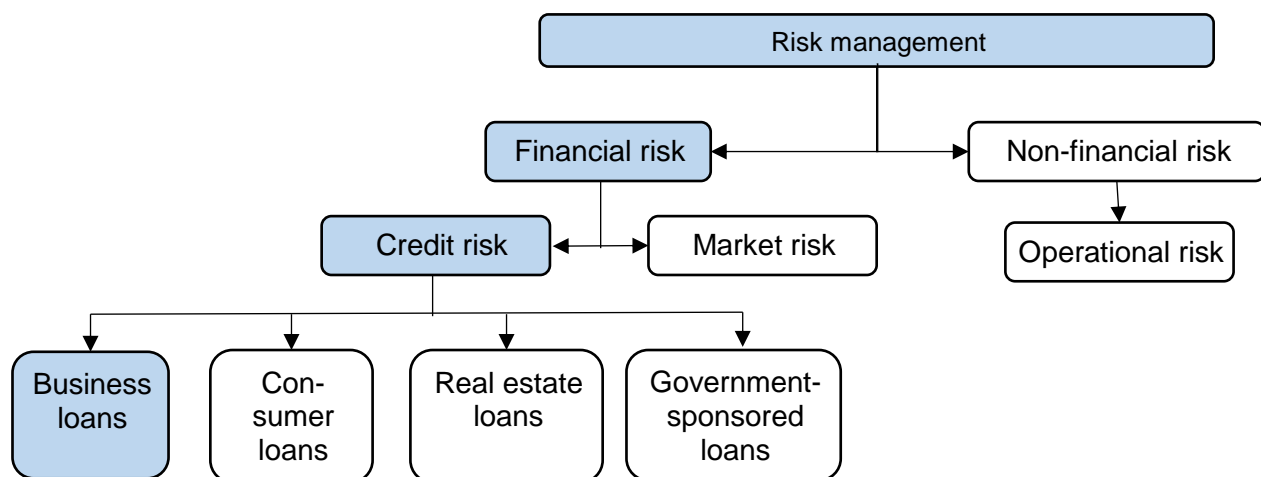 Risk management
Financial risk
Non-financial risk
Credit risk
Market risk
Operational risk
Business
loans
Con-
sumer
loans
Real estate
loans
Government-
sponsored
loans